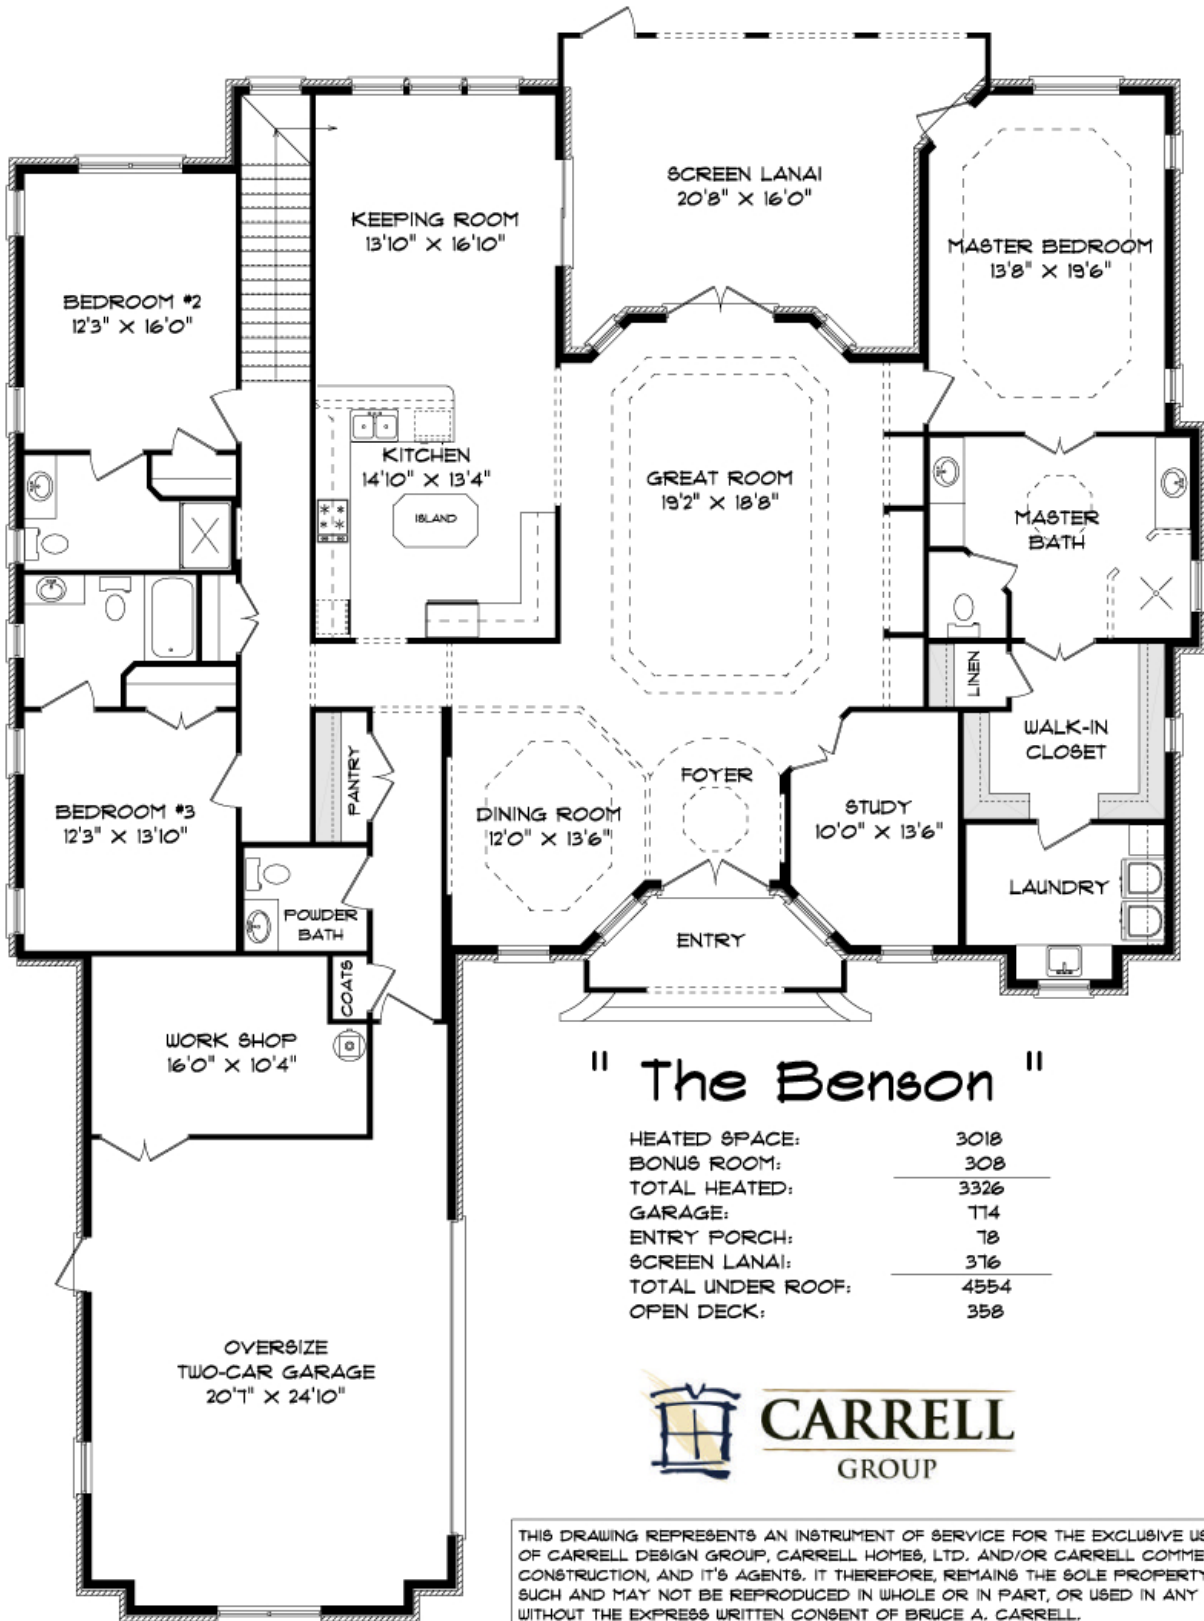 SCREEN LANAI
20'8" X 16'0"
KEEPING ROOM
13'10" X 16'10"
MASTER BEDROOM
13'8" X 19'6"
BEDROOM #2
12'3" X 16'0"
KITCHEN
14'10" X 13'4"
ISLAND
GREAT ROOM
19'2" X 18'8"
MASTER
BATH
LINEN
WALK-IN
CLOSET
PANTRY
FOYER
BEDROOM #3
12'3" X 13'10"
DINING ROOM
12'0" X 13'6"
STUDY
10'0" X 13'6"
LAUNDRY
POWDER
BATH
ENTRY
COATS
WORK SHOP
16'0" X 10'4"
" The Benson "
HEATED SPACE: 3018
BONUS ROOM: 308
TOTAL HEATED: 3326
GARAGE: 774
ENTRY PORCH: 78
SCREEN LANAI: 376
TOTAL UNDER ROOF: 4554
OPEN DECK: 358
OVERSIZE
TWO-CAR GARAGE
20'7" X 24'10"
CARRELL
GROUP
THIS DRAWING REPRESENTS AN INSTRUMENT OF SERVICE FOR THE EXCLUSIVE
OF CARRELL DESIGN GROUP, CARRELL HOMES, LTD. AND/OR CARRELL
CONSTRUCTION, AND IT'S AGENTS. IT THEREFORE, REMAINS THE SOLE PROPERTY
SUCH AND MAY NOT BE REPRODUCED IN WHOLE OR IN PART, OR USED IN ANY
WITHOUT THE EXPRESS WRITTEN CONSENT OF BRUCE A. CARRELL.